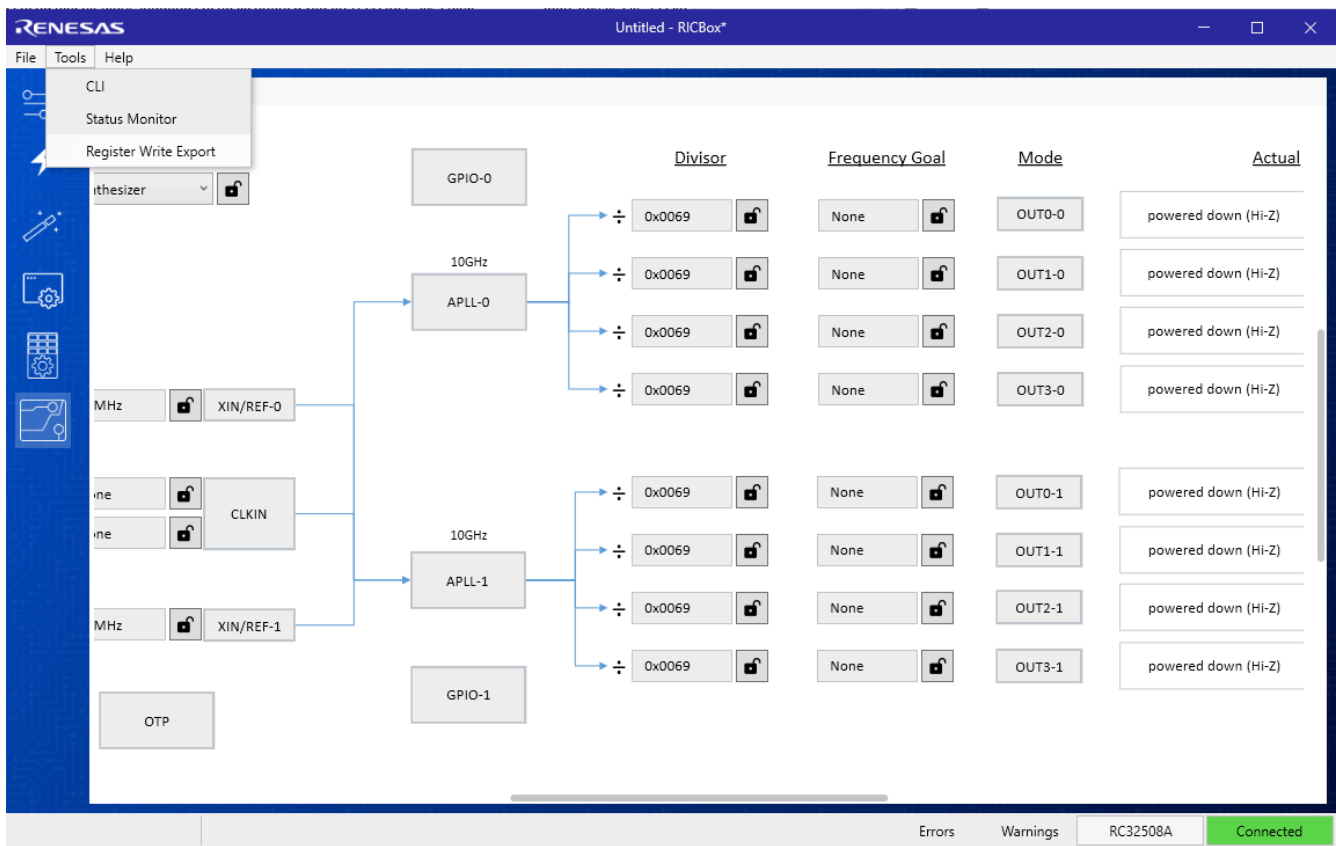 RENESAS
Untitled - RICBox*
File Tools Help
CLI
Status Monitor
Register Write Export
Divisor Frequency Goal Mode Actual
nthesizer
GPIO-0
÷ 0x0069 None OUT0-0 powered down (Hi-Z)
10GHz
÷ 0x0069 None OUT1-0 powered down (Hi-Z)
APLL-0
÷ 0x0069 None OUT2-0 powered down (Hi-Z)
÷ 0x0069 None OUT3-0 powered down (Hi-Z)
MHz XIN/REF-0
one
÷ 0x0069 None OUT0-1 powered down (Hi-Z)
CLKIN
one
10GHz
÷ 0x0069 None OUT1-1 powered down (Hi-Z)
APLL-1
÷ 0x0069 None OUT2-1 powered down (Hi-Z)
MHz XIN/REF-1
÷ 0x0069 None OUT3-1 powered down (Hi-Z)
GPIO-1
OTP
Errors Warnings RC32508A Connected